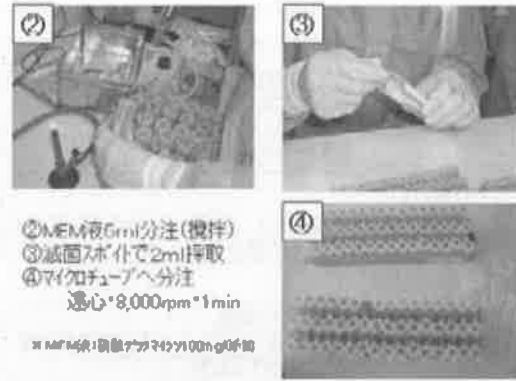 ②
③
②MEM液6ml分注(攪拌)
③滅菌スポイトで2ml採取
④マイクロチューブへ分注
遠心・8,000rpm・1min
④